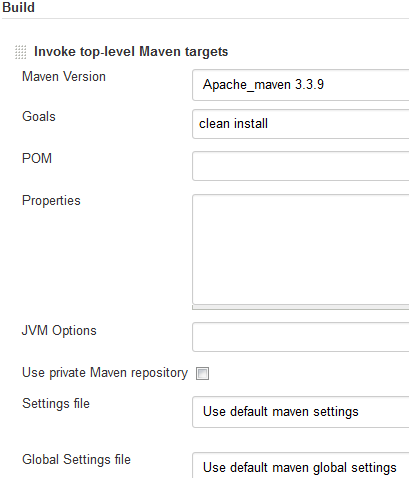 Build
Invoke top-level Maven targets
Maven Version
Apache_maven 3.3.9
Goals
clean install
POM
Properties
JVM Options
Use private Maven repository
Settings file
Use default maven settings
Global Settings file
Use default maven global settings